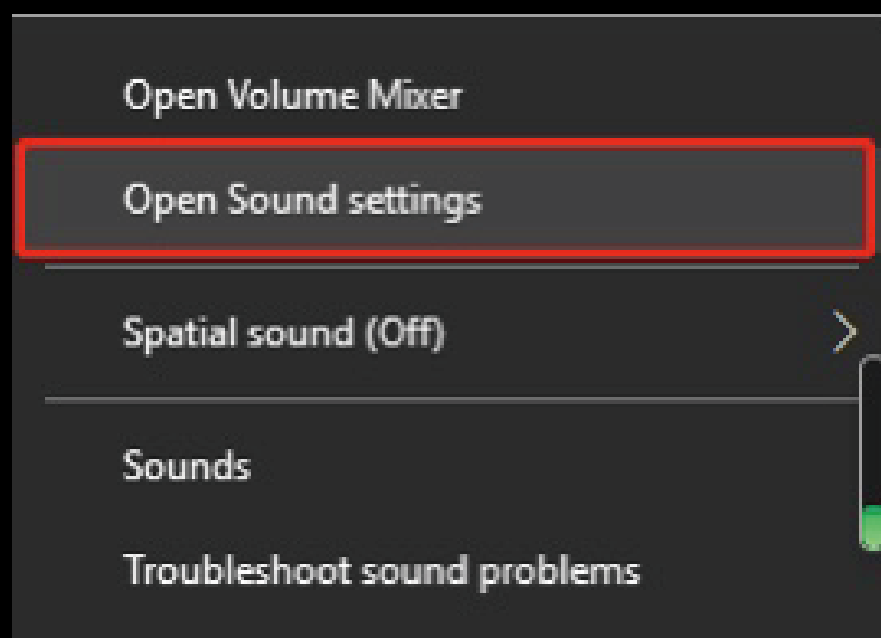 Open Volume Mixer
Open Sound settings
Spatial sound (Off)
Sounds
Troubleshoot sound problems